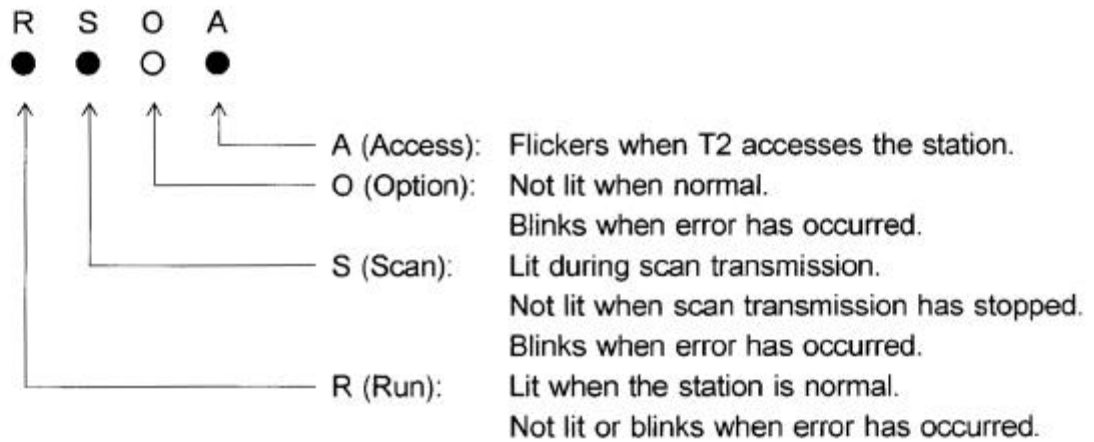 R S O A
A (Access): Flickers when T2 accesses the station.
O (Option): Not lit when normal.
Blinks when error has occurred.
S (Scan): Lit during scan transmission.
Not lit when scan transmission has stopped.
Blinks when error has occurred.
R (Run): Lit when the station is normal.
Not lit or blinks when error has occurred.